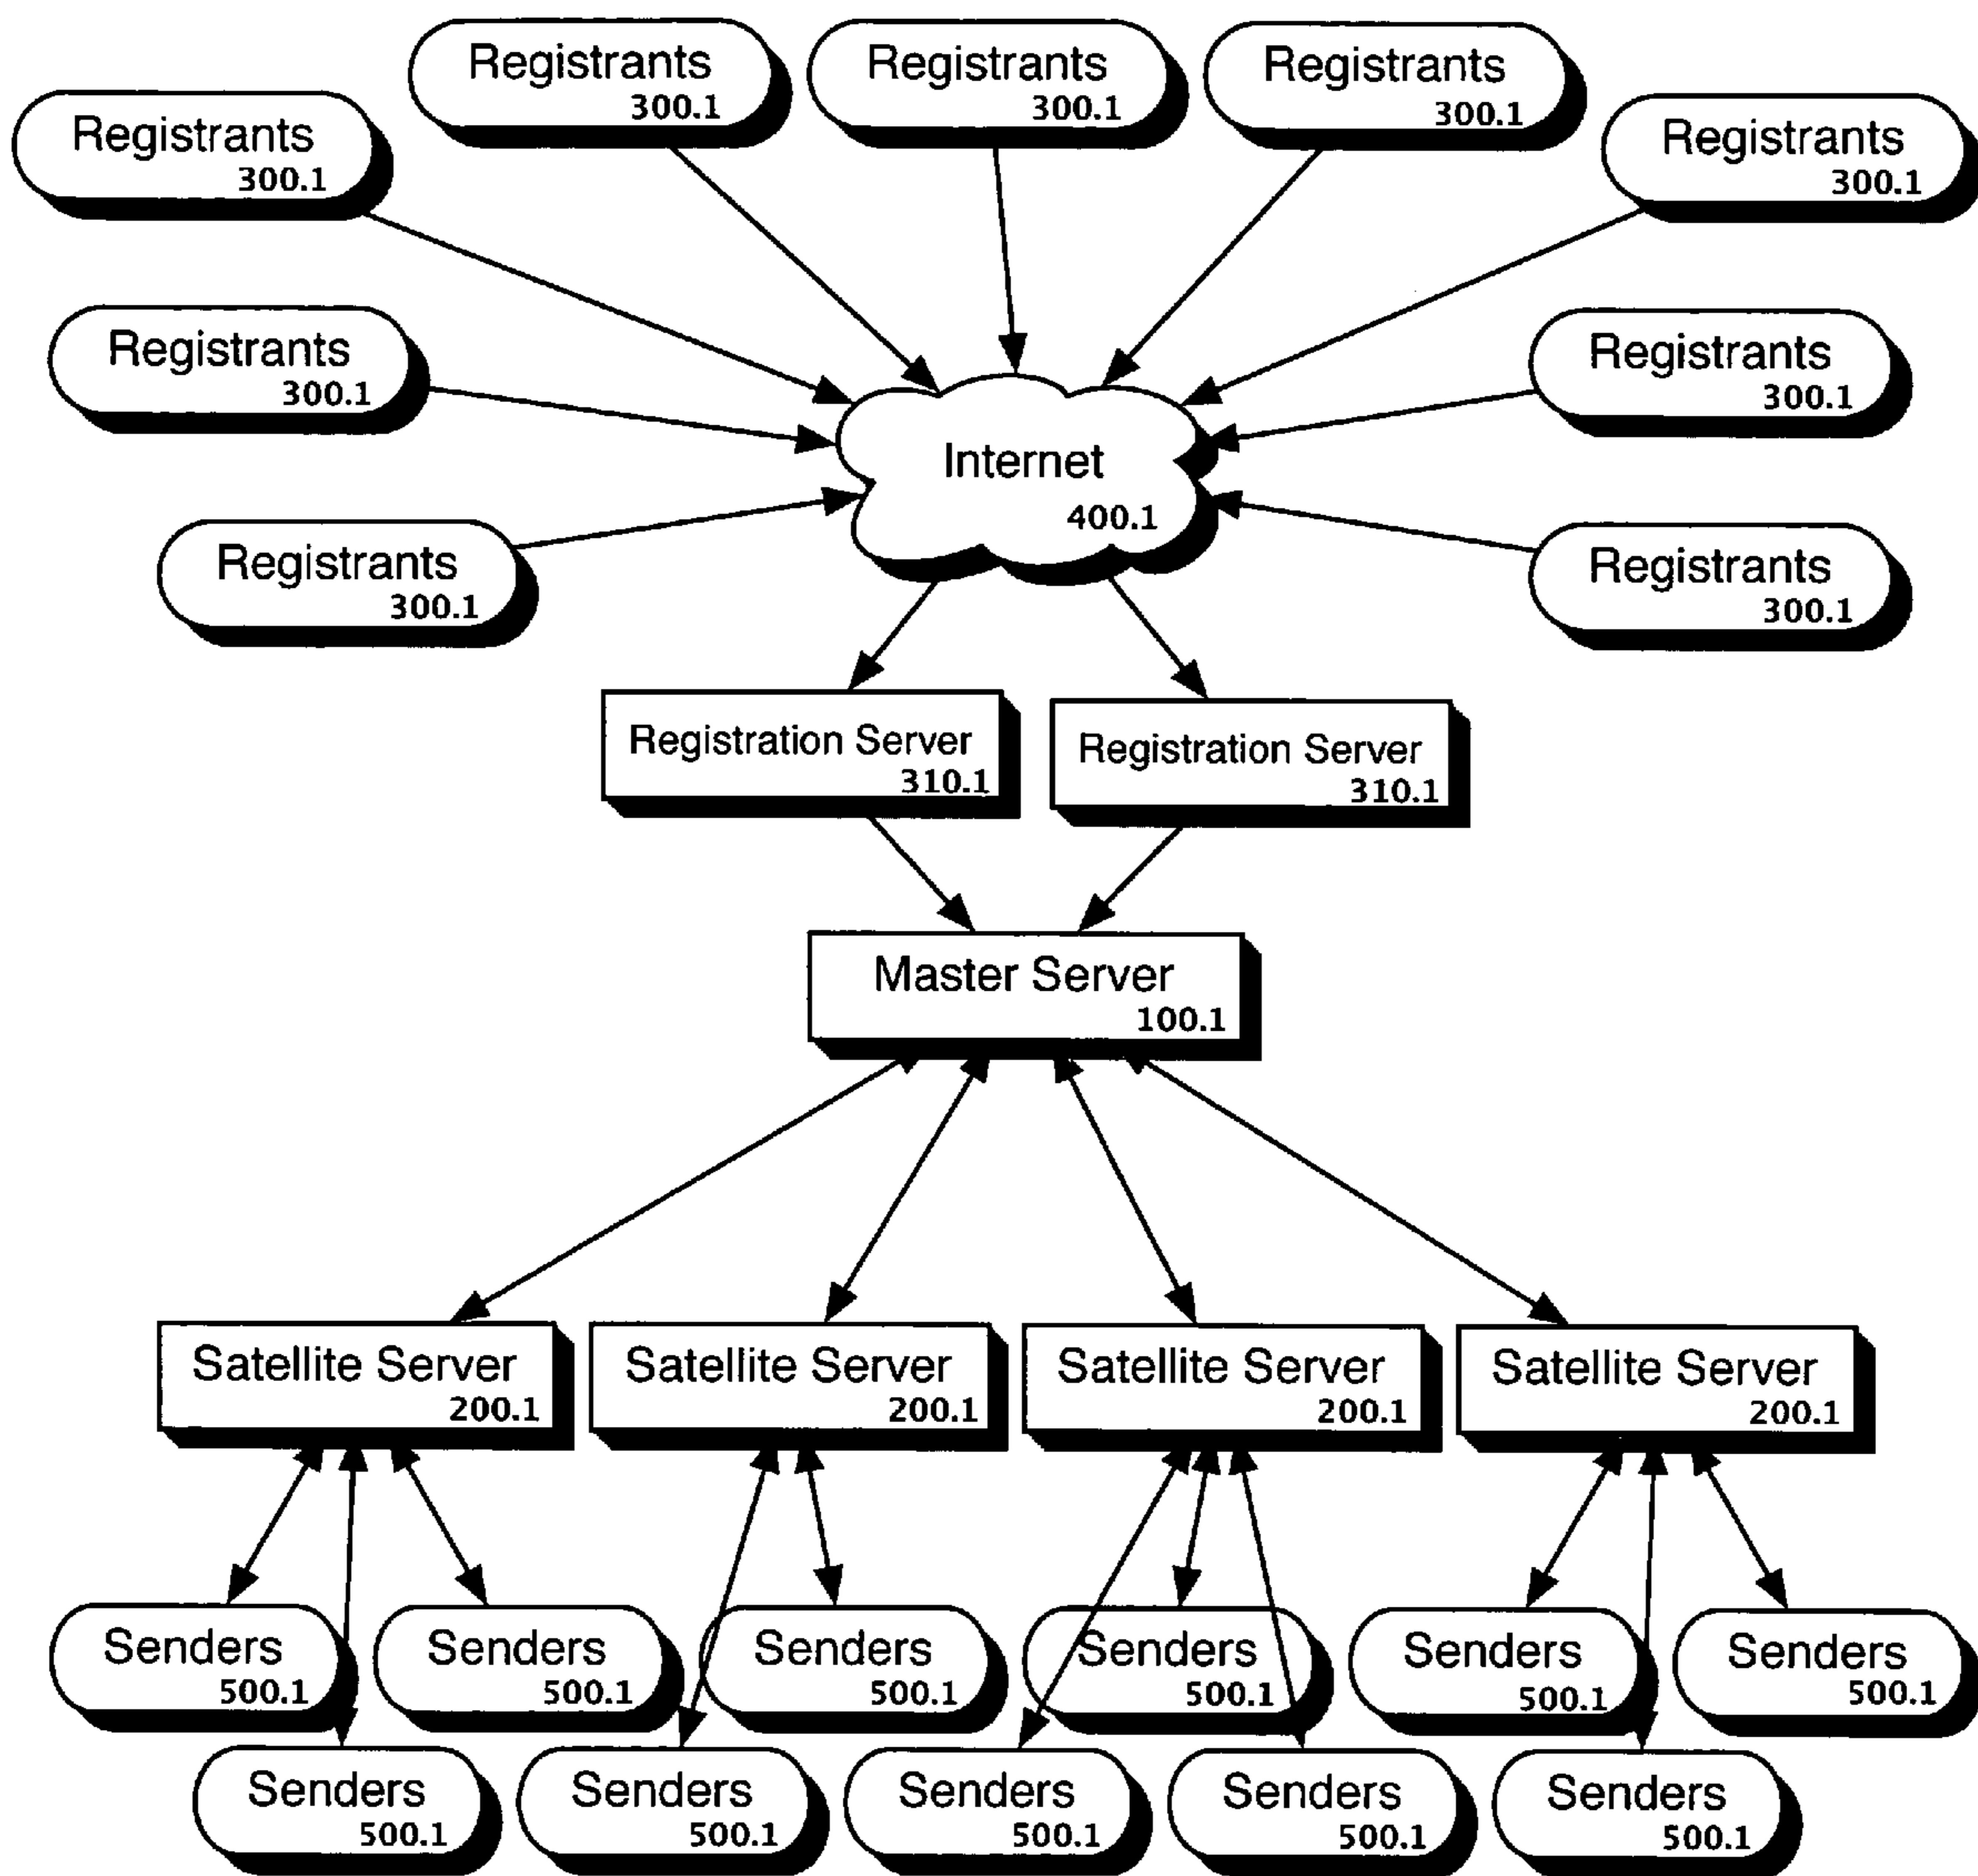 Registrants
300.1
Registrants
300.1
Registrants
300.1
Registrants
300.1
Registrants
300.1
Registrants
300.1
Registrants
300.1
Internet
400.1
Registrants
300.1
Registrants
300.1
Registration Server
310.1
Registration Server
310.1
Master Server
100.1
Satellite Server
200.1
Satellite Server
200.1
Satellite Server
200.1
Satellite Server
200.1
Senders
500.1
Senders
500.1
Senders
500.1
Senders
500.1
Senders
500.1
Senders
500.1
Senders
500.1
Senders
500.1
Senders
500.1
Senders
500.1
Senders
500.1